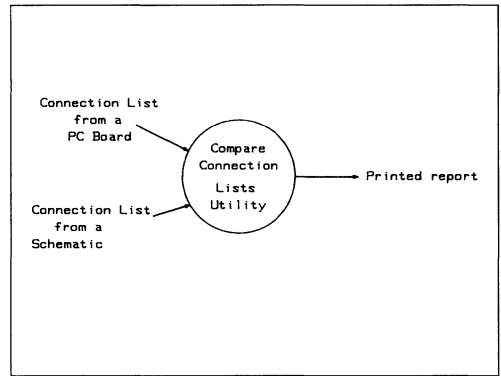 Connection List
from a
PC Board
Compare
Connection
Lists
Utility
Printed report
Connection List
from a
Schematic